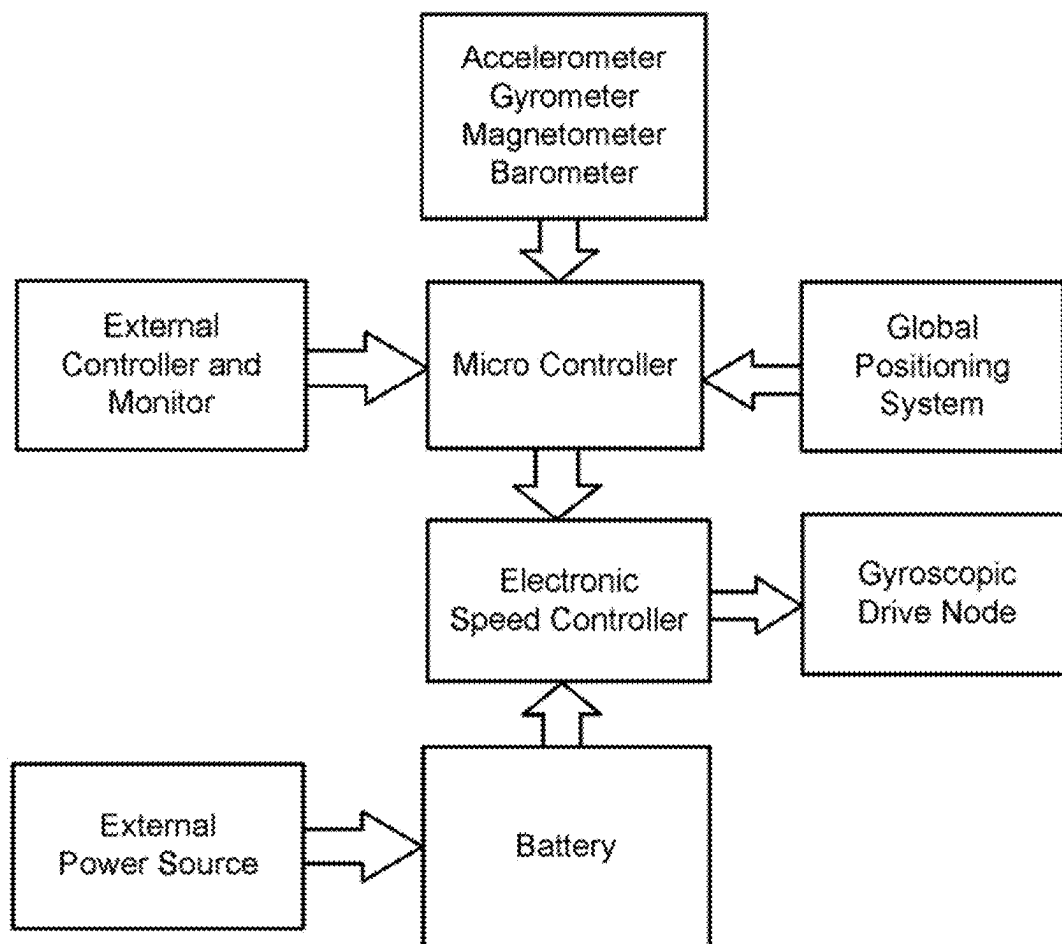 Accelerometer
Gyrometer
Magnetometer
Barometer
External
Controller and
Monitor
Micro Controller
Global
Positioning
System
Electronic
Speed Controller
Gyroscopic
Drive Node
External
Power Source
Battery